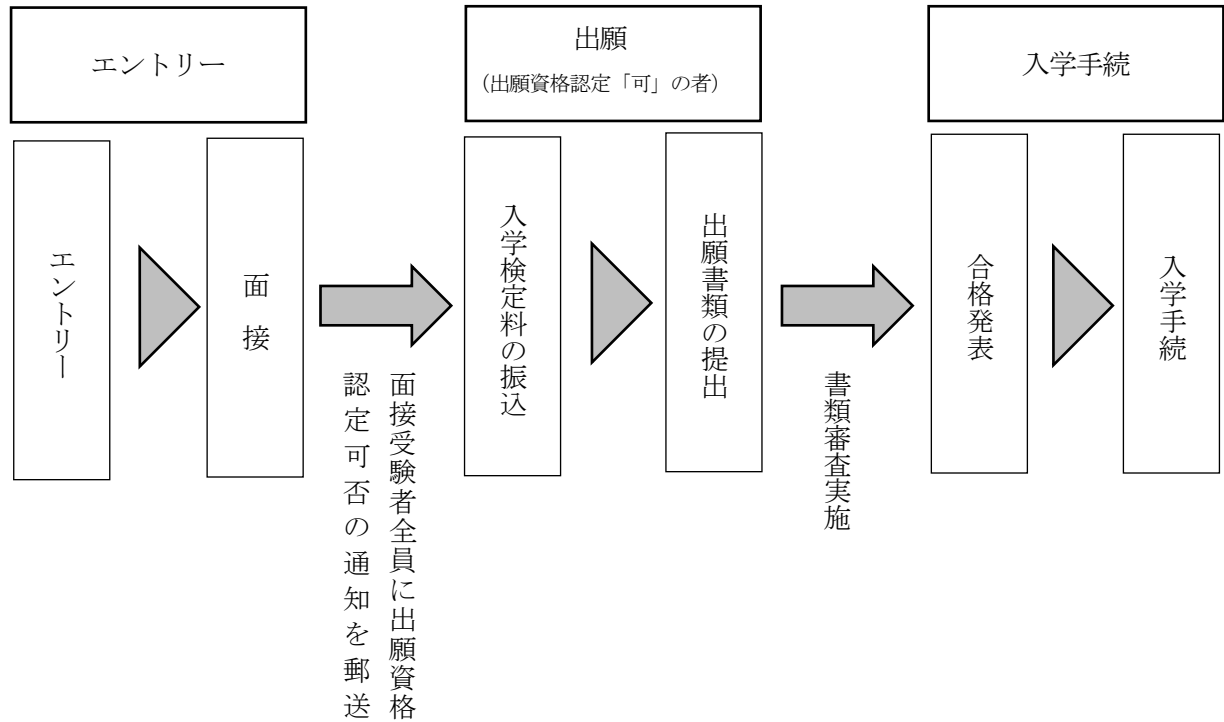 エントリー
出願
（出願資格認定「可」の者）
入学手続
エントリー
面接
面接受験者全員に出願資格
認定可否の通知を郵送
入学検定料の振込
出願書類の提出
書類審査実施
合格発表
入学手続